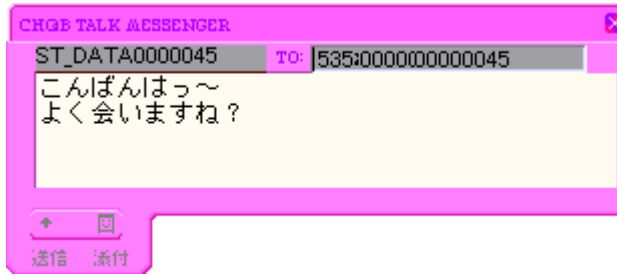 CHOB TALK MESSENGER
ST_DATA0000045 TO: 535:0000000000045
こんばんはっ～
よく会いますね？
送信 添付